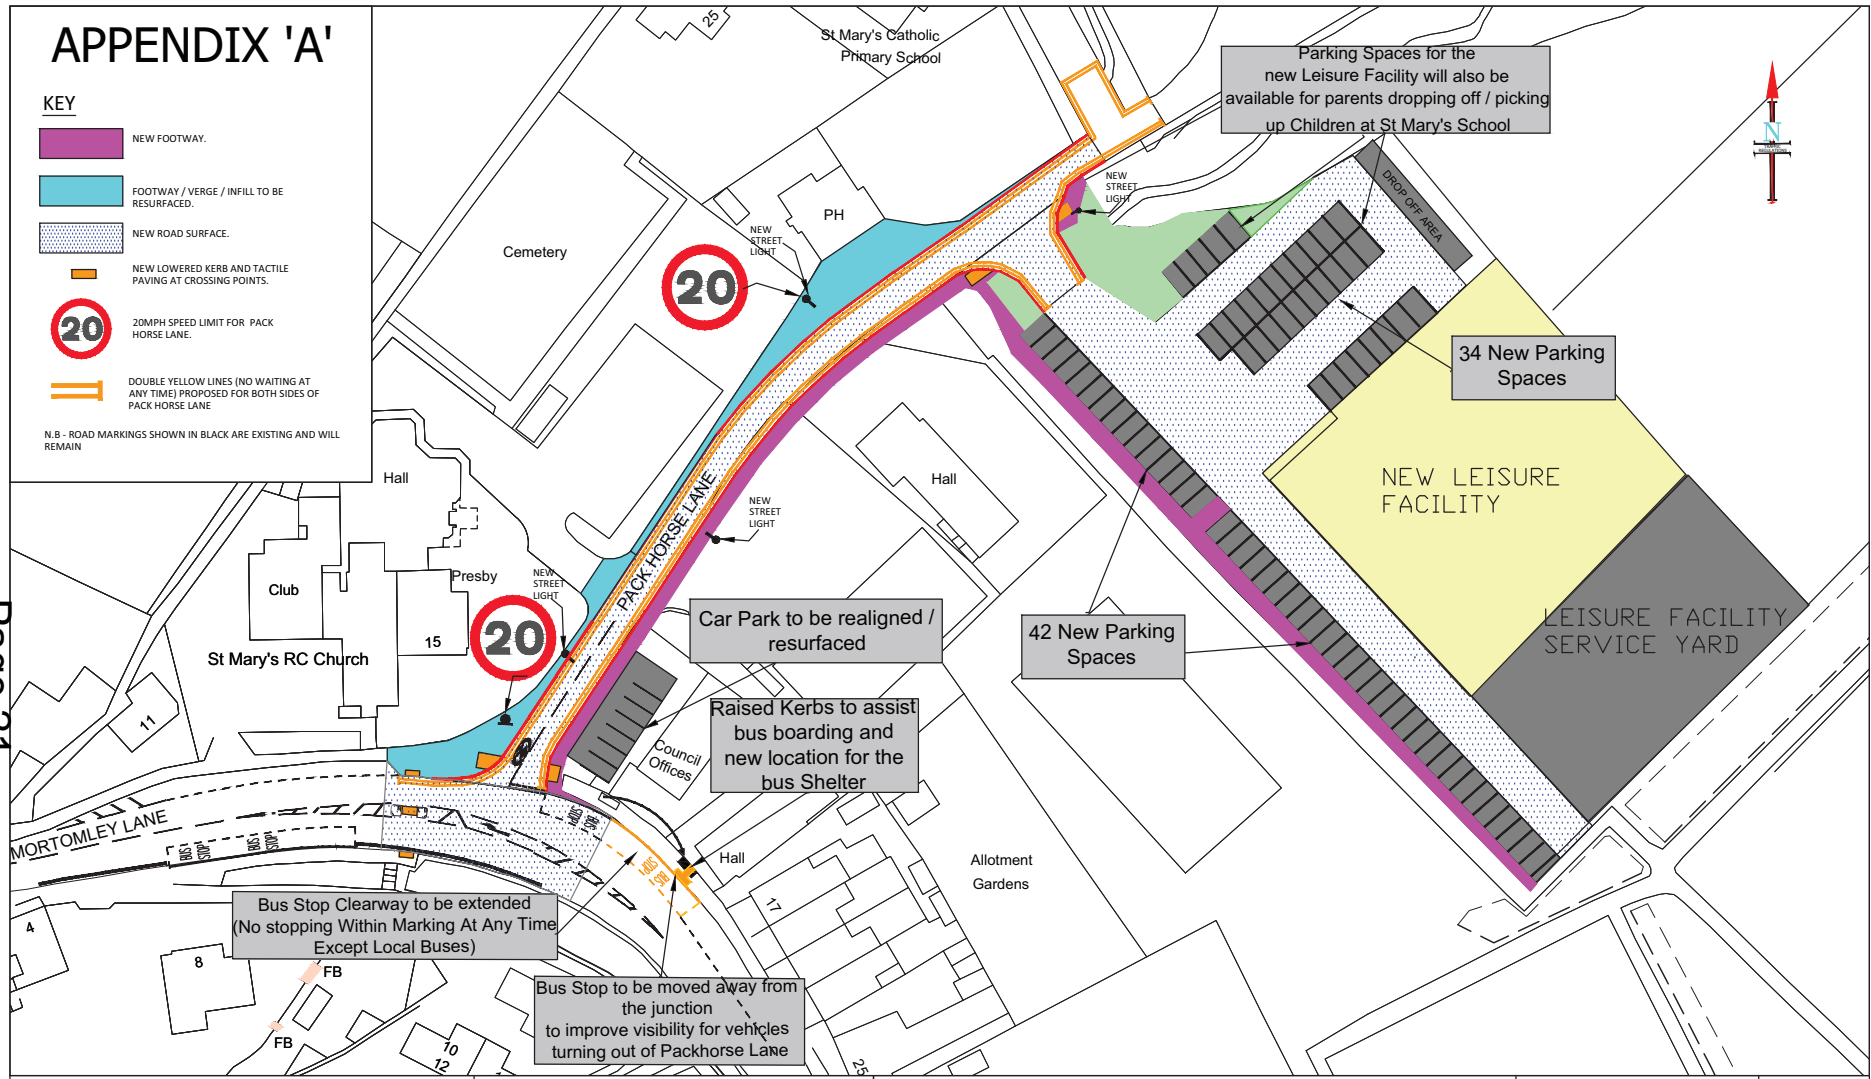 APPENDIX 'A'
KEY
NEW FOOTWAY.
FOOTWAY / VERGE / INFILL TO BE
RESURFACED.
NEW ROAD SURFACE.
NEW LOWERED KERB AND TACTILE
PAVING AT CROSSING POINTS.
20
20MPH SPEED LIMIT FOR PACK
HORSE LANE.
DOUBLE YELLOW LINES (NO WAITING AT
ANY TIME) PROPOSED FOR BOTH SIDES OF
PACK HORSE LANE
N.B - ROAD MARKINGS SHOWN IN BLACK ARE EXISTING AND WILL
REMAIN
25
St Mary's Catholic
Primary School
Parking Spaces for the
new Leisure Facility will also be
available for parents dropping off / picking
up Children at St Mary's School
N
TRAFFIC
REGULATIONS
DROP OFF AREA
NEW
STREET
LIGHT
PH
NEW
STREET
LIGHT
Cemetery
20
34 New Parking
Spaces
Hall
Hall
NEW LEISURE
FACILITY
PACK HORSE LANE
NEW
STREET
LIGHT
Club
Presby
NEW
STREET
LIGHT
15
20
St Mary's RC Church
Car Park to be realigned /
resurfaced
42 New Parking
Spaces
LEISURE FACILITY
SERVICE YARD
11
Raised Kerbs to assist
bus boarding and
new location for the
bus Shelter
Council
Offices
MORTOMLEY LANE
BUS
STOP
BUS
STOP
BUS
STOP
BUS
STOP
Hall
Allotment
Gardens
17
4
8
Bus Stop Clearway to be extended
(No stopping Within Marking At Any Time
Except Local Buses)
FB
FB
10
12
Bus Stop to be moved away from
the junction
to improve visibility for vehicles
turning out of Packhorse Lane
25